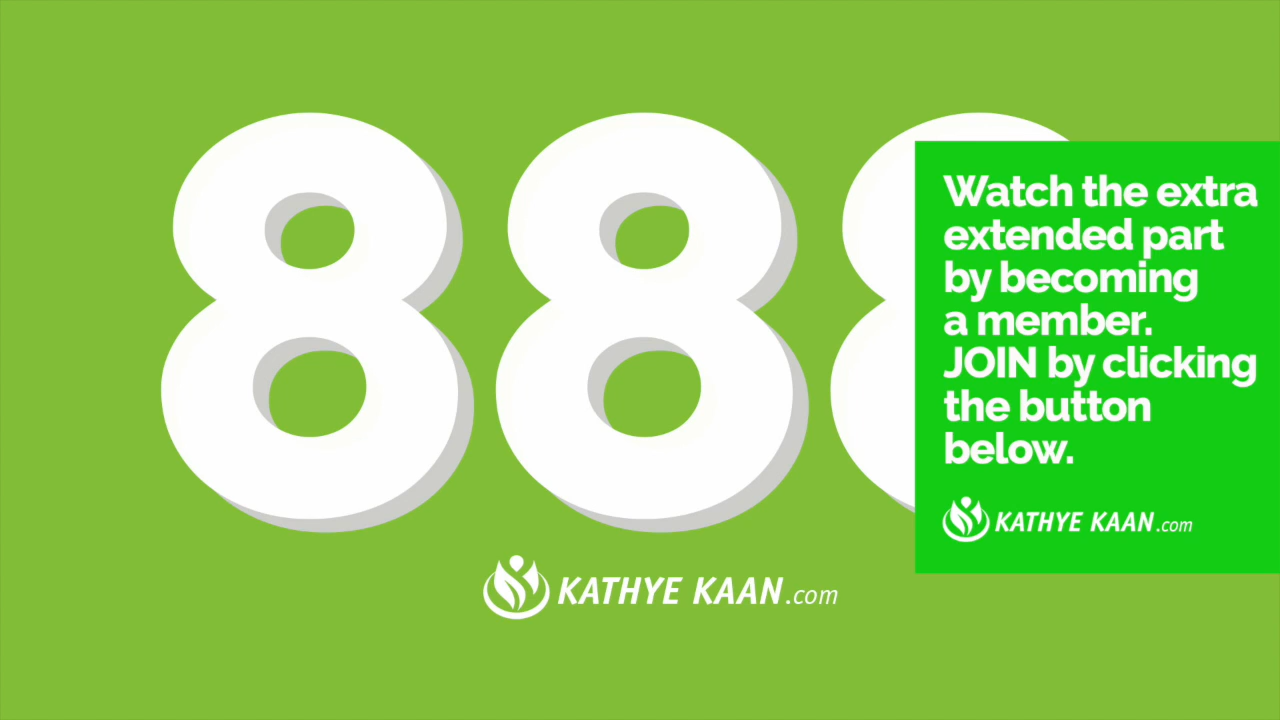 888
Watch the extra
extended part
by becoming
a member.
JOIN by clicking
the button
below.
KATHYE KAAN.com
KATHYE KAAN.com